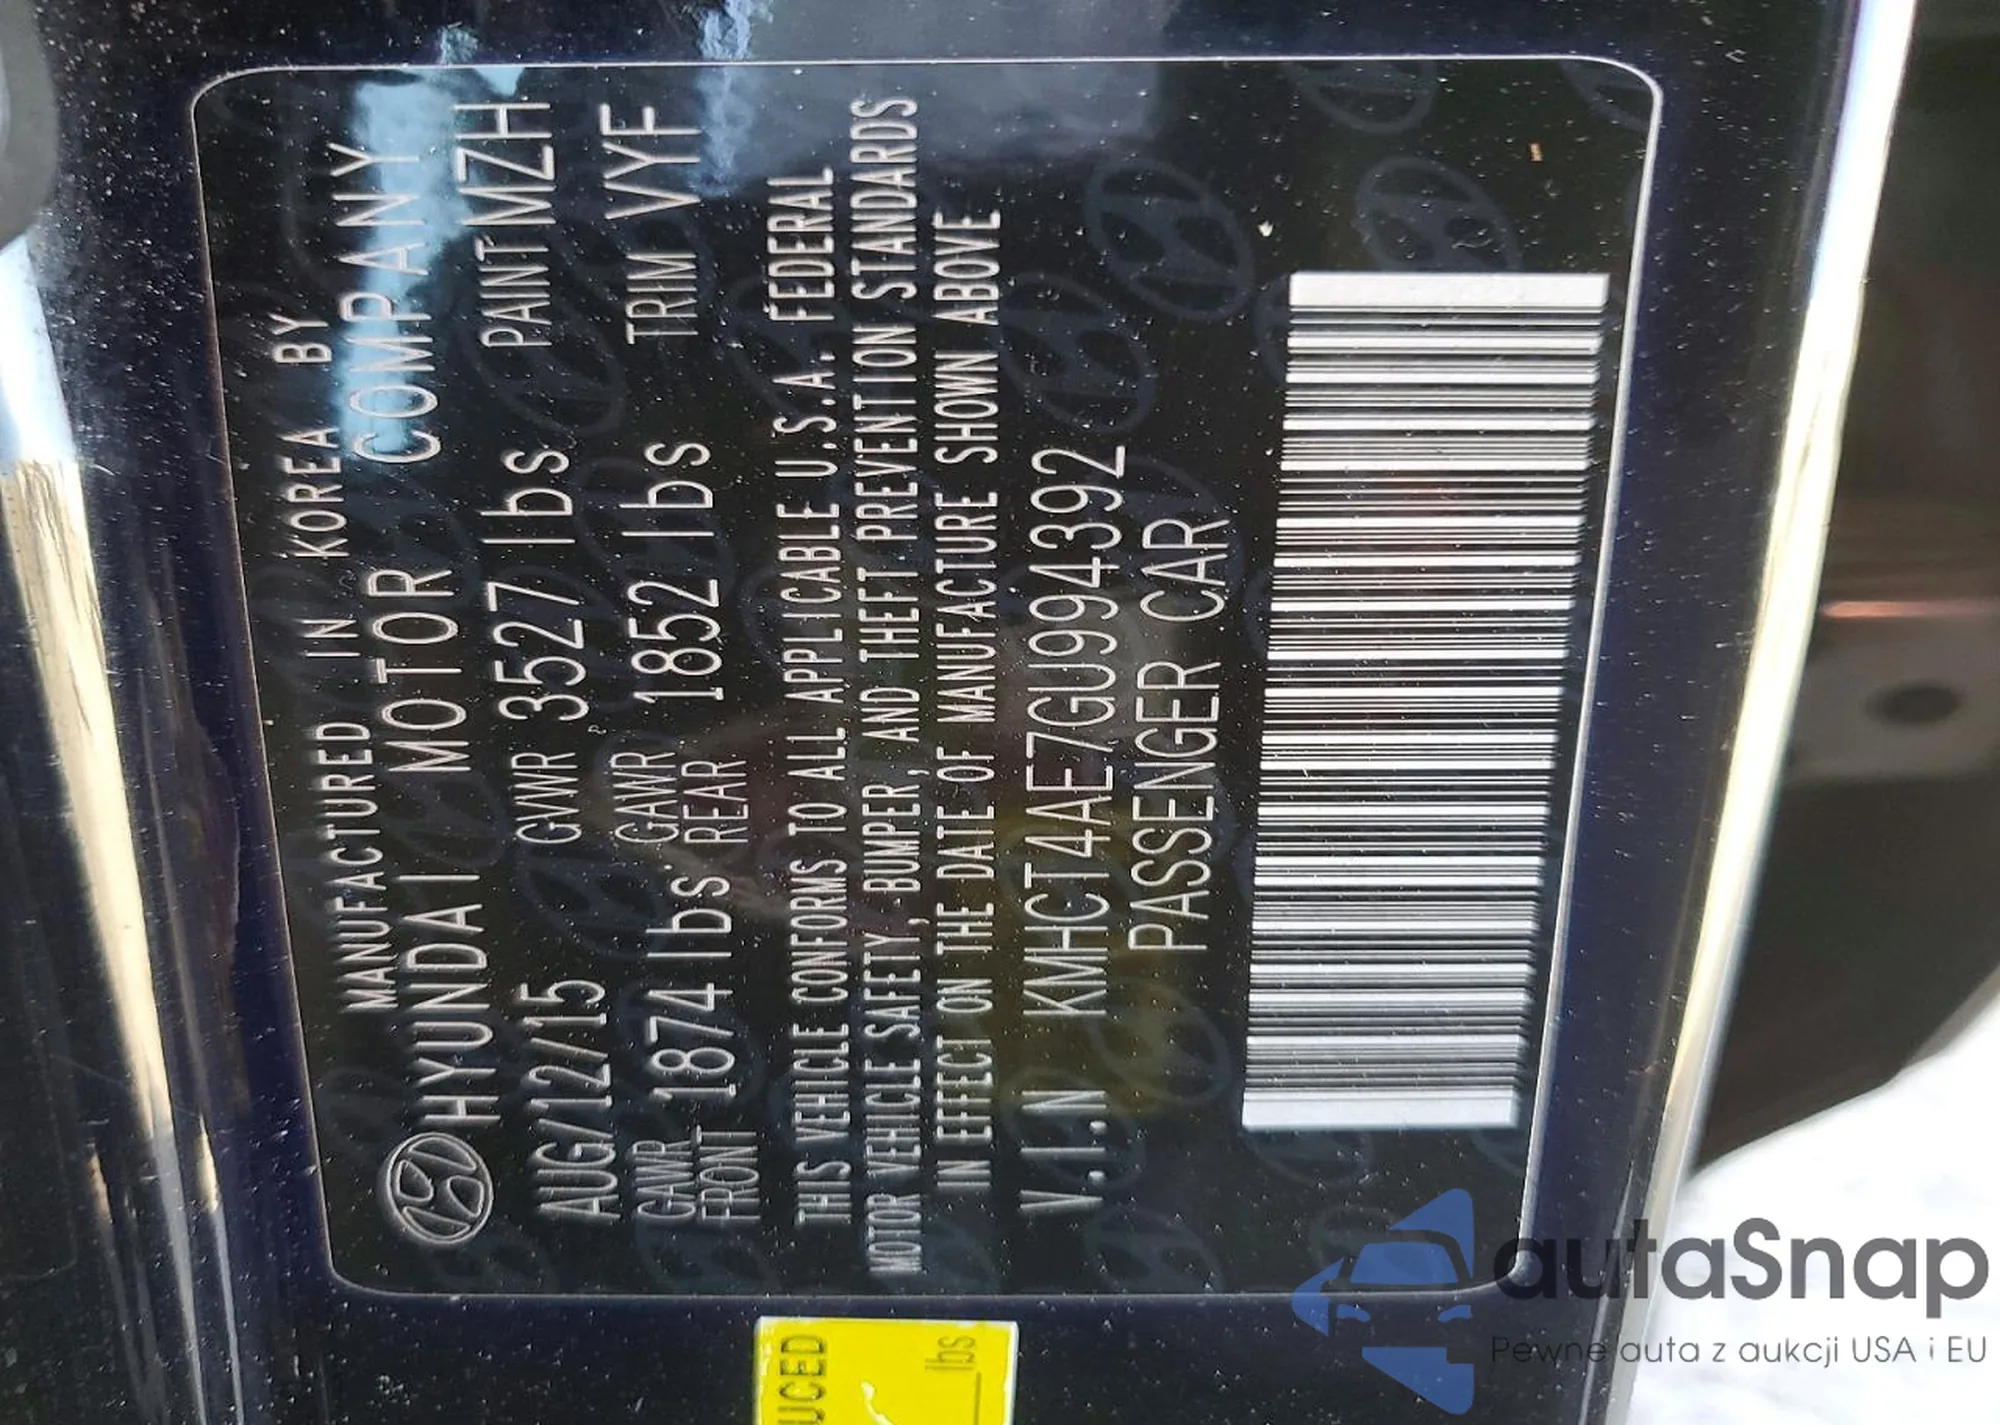 MANUFACTURED IN KOREA BY
HYUNDAI MOTOR COMPANY
AUG/12/15 GVWR 3527 lbs PAINT MZH
GAWR FRONT 1874 lbs GAWR REAR 1852 lbs TRIM VYF
THIS VEHICLE CONFORMS TO ALL APPLICABLE U.S.A. FEDERAL
MOTOR VEHICLE SAFETY, BUMPER, AND THEFT PREVENTION STANDARDS
IN EFFECT ON THE DATE OF MANUFACTURE SHOWN ABOVE
V.I.N KMHCT4AE7GU994392
PASSENGER CAR
UCED
lbs
autaSnap
Pewne auta z aukcji USA i EU